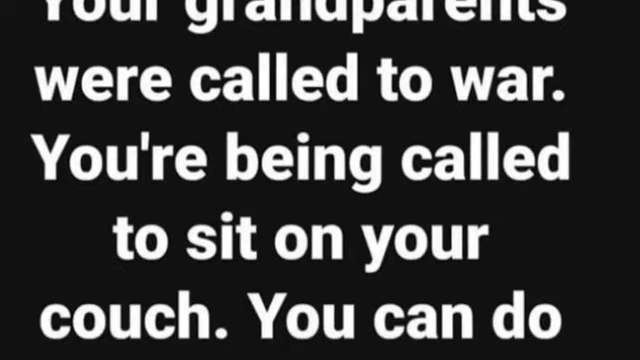 Your grandparents
were called to war.
You're being called
to sit on your
couch. You can do